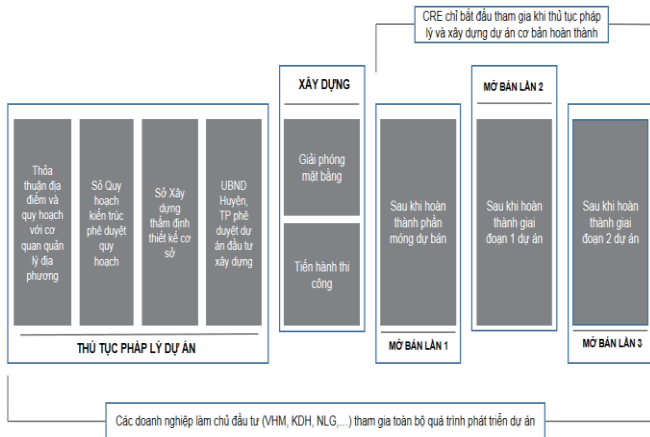 CRE chỉ bắt đầu tham gia khi thủ tục pháp
lý và xây dựng dự án cơ bản hoàn thành
XÂY DỰNG
MỞ BÁN LẦN 2
Thỏa
thuận địa
điểm và
quy hoạch
với cơ
quan quản
lý địa
phương
Sở Quy
hoạch
kiến trúc
phê duyệt
quy
hoạch
Sở Xây
dựng
thẩm định
thiết kế cơ
sở
UBND
Huyện,
TP phê
duyệt dự
án đầu tư
xây dựng
Giải phóng
mặt bằng
Tiến hành thi
công
Sau khi hoàn
thành phần
móng dự bán
Sau khi hoàn
thành giai
đoạn 1 dự án
Sau khi hoàn
thành giai
đoạn 2 dự án
THỦ TỤC PHÁP LÝ DỰ ÁN
MỞ BÁN LẦN 1
MỞ BÁN LẦN 3
Các doanh nghiệp làm chủ đầu tư (VHM, KDH, NLG,...) tham gia toàn bộ quá trình phát triển dự án